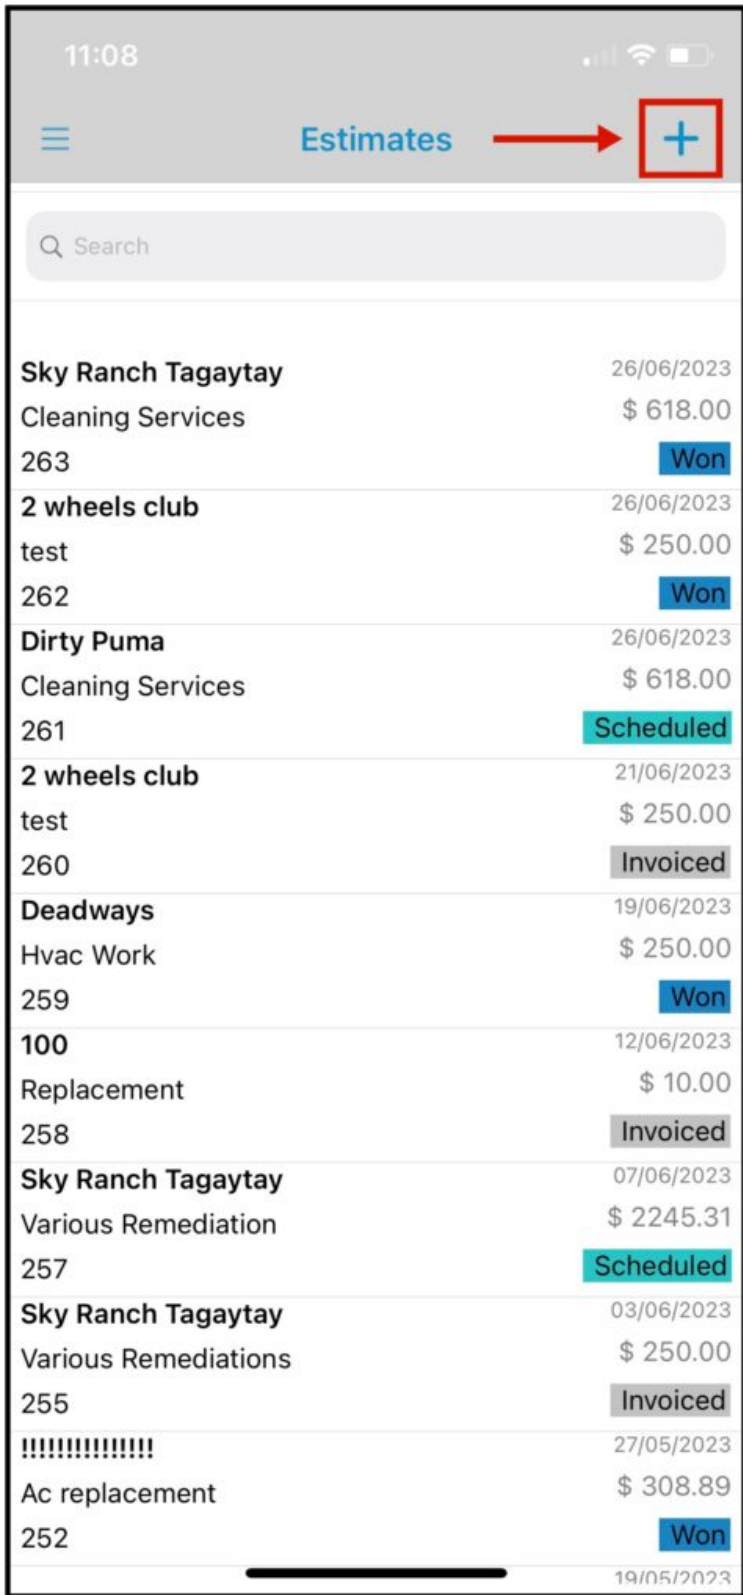 11:08
Estimates
Search
Sky Ranch Tagaytay 26/06/2023
Cleaning Services $ 618.00
263 Won
2 wheels club 26/06/2023
test $ 250.00
262 Won
Dirty Puma 26/06/2023
Cleaning Services $ 618.00
261 Scheduled
2 wheels club 21/06/2023
test $ 250.00
260 Invoiced
Deadways 19/06/2023
Hvac Work $ 250.00
259 Won
100 12/06/2023
Replacement $ 10.00
258 Invoiced
Sky Ranch Tagaytay 07/06/2023
Various Remediation $ 2245.31
257 Scheduled
Sky Ranch Tagaytay 03/06/2023
Various Remediations $ 250.00
255 Invoiced
!!!!!!!!!!!!!!! 27/05/2023
Ac replacement $ 308.89
252 Won
19/05/2023